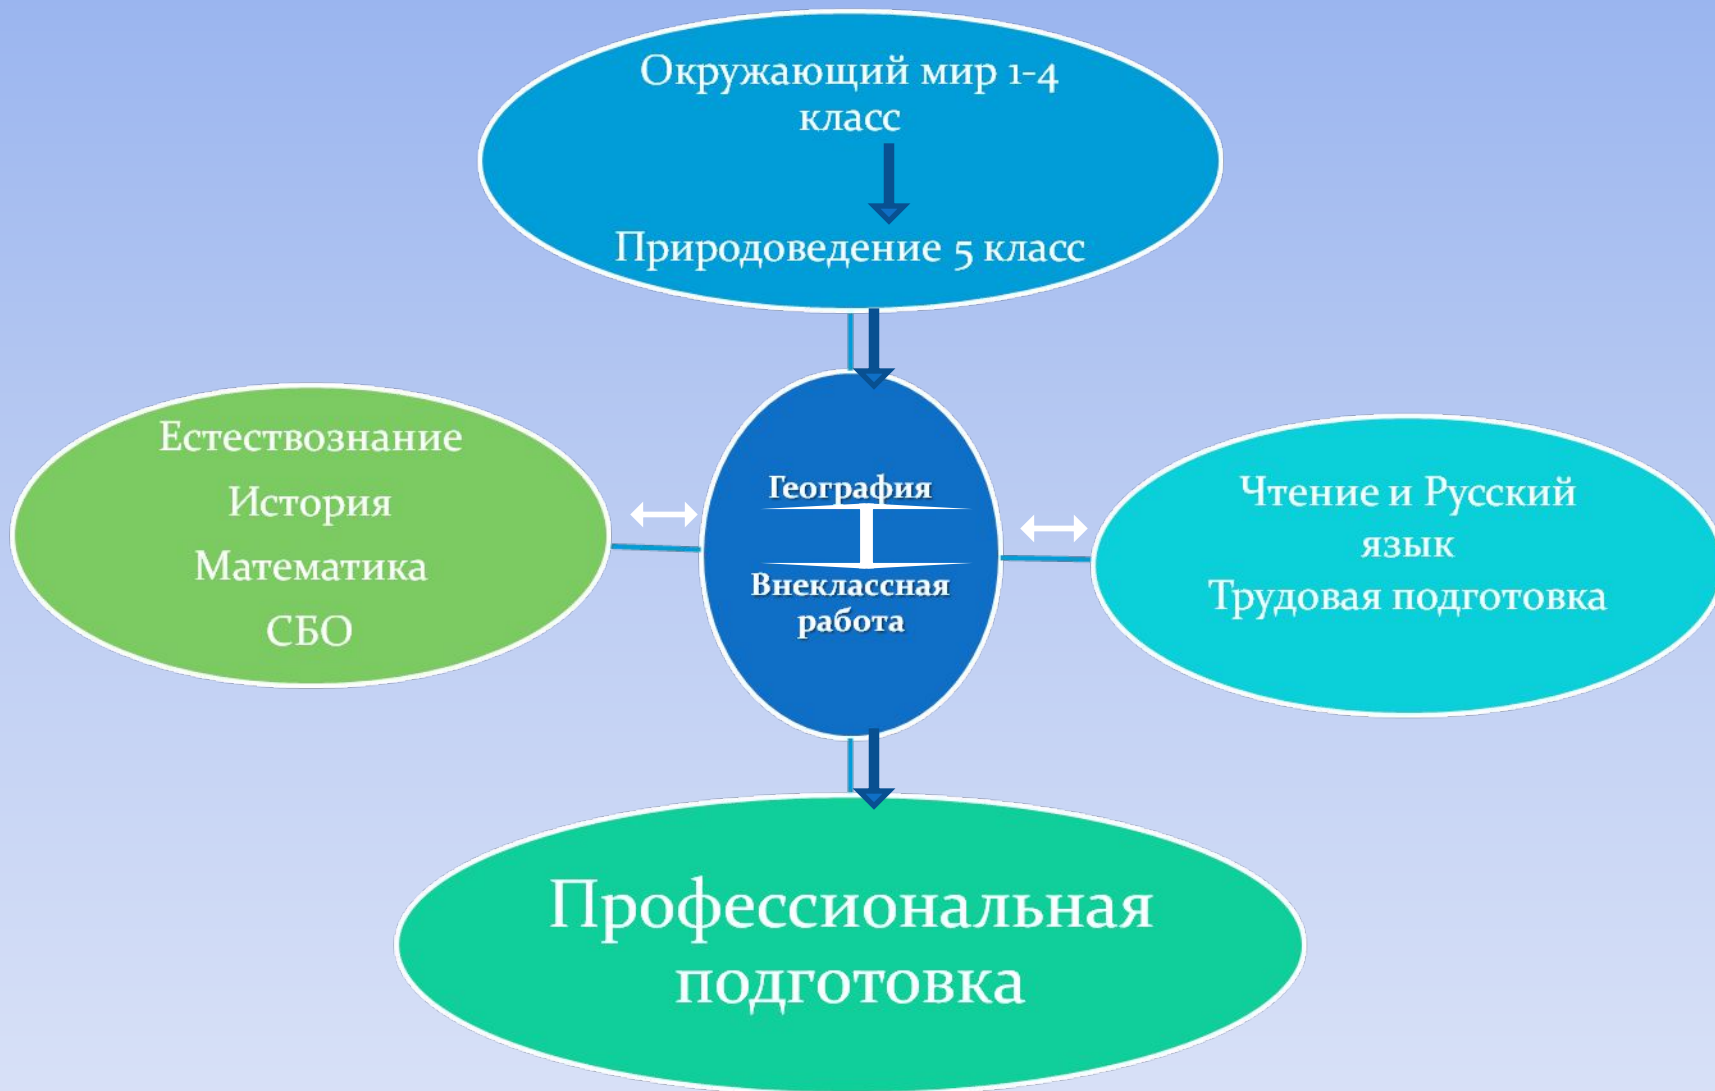 Окружающий мир 1-4
класс
Природоведение 5 класс
Естествознание
История
Математика
СБО
География
Внеклассная
работа
Чтение и Русский
язык
Трудовая подготовка
Профессиональная
подготовка